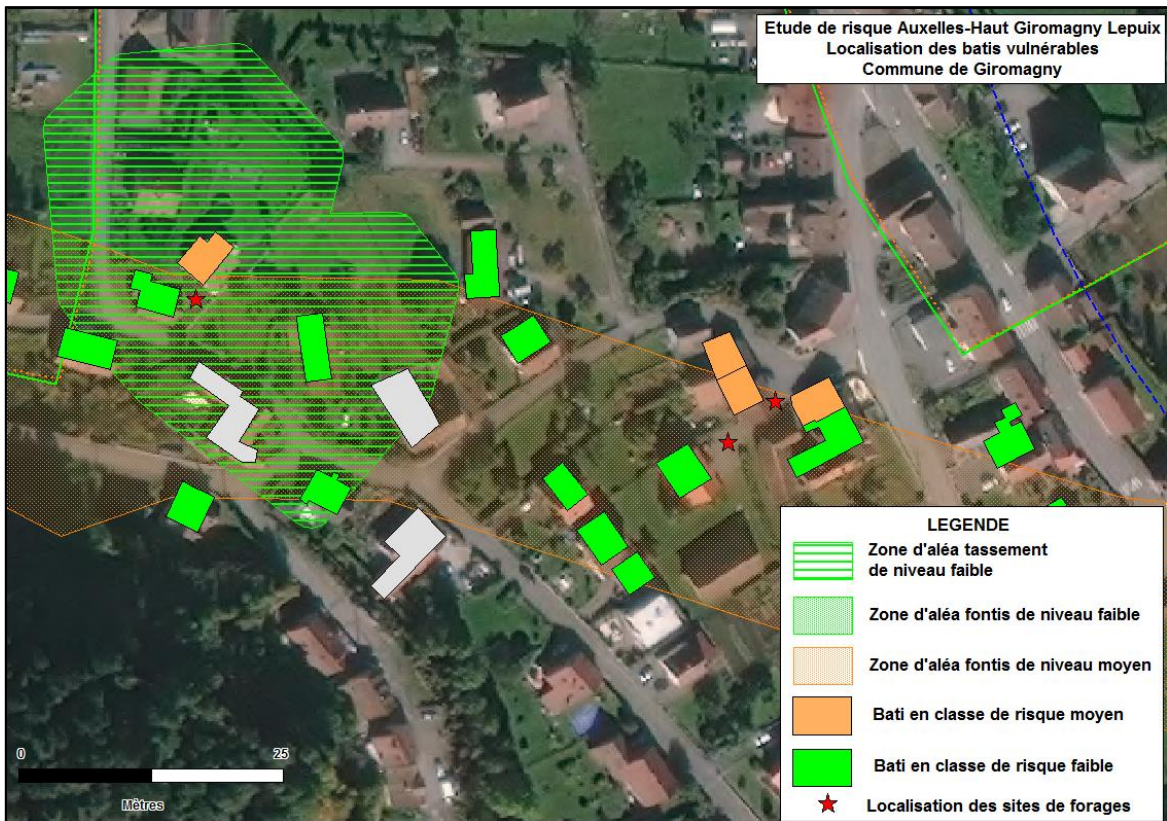 Etude de risque Auxelles-Haut Giromagny Lepuix
Localisation des batis vulnérables
Commune de Giromagny
LEGENDE
Zone d'aléa tassement
de niveau faible
Zone d'aléa fontis de niveau faible
Zone d'aléa fontis de niveau moyen
Bati en classe de risque moyen
Bati en classe de risque faible
Localisation des sites de forages
0 25
Mètres